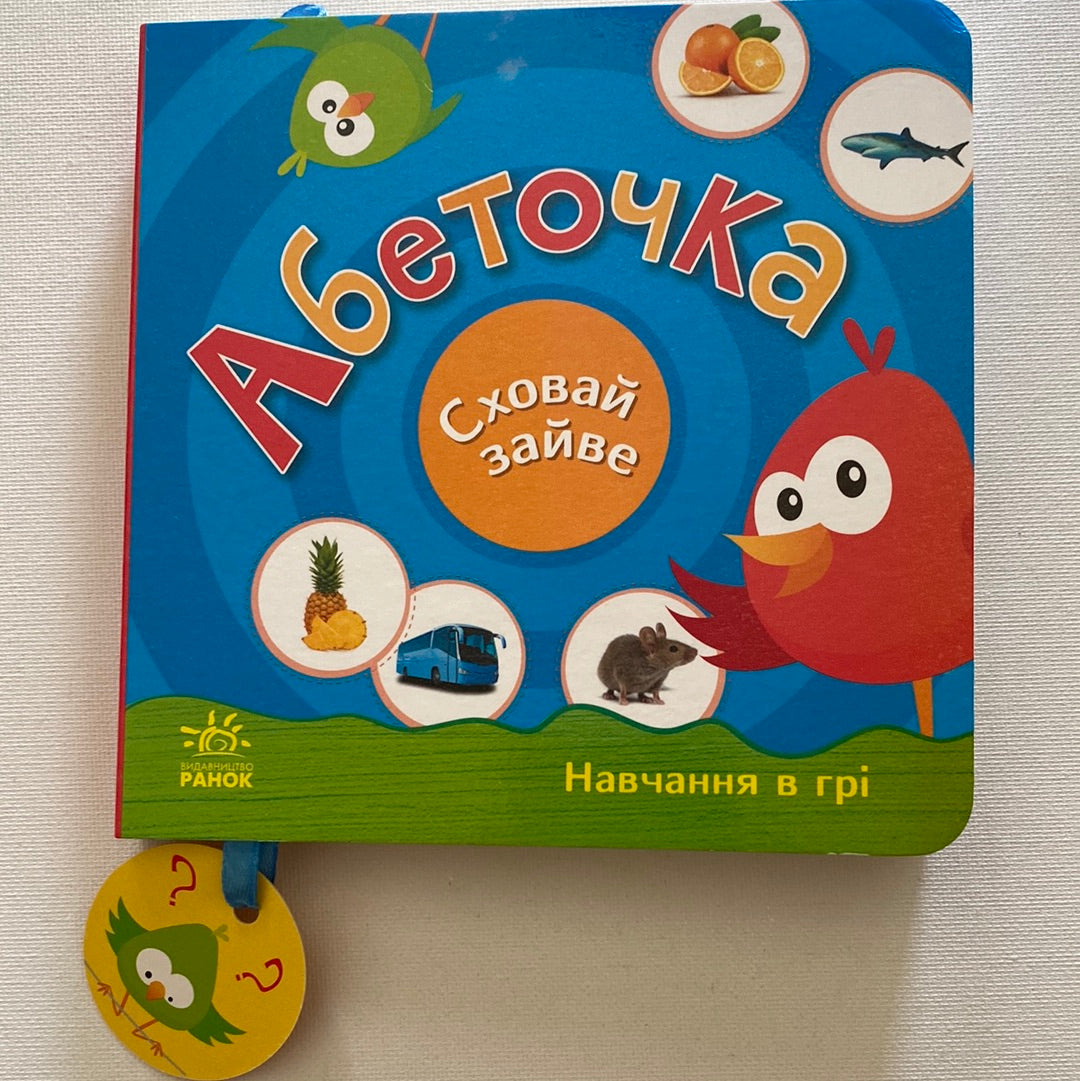 Абеточка
Сховай
зайве
ВИДАВНИЦТВО
РАНОК
Навчання в грі
?
?